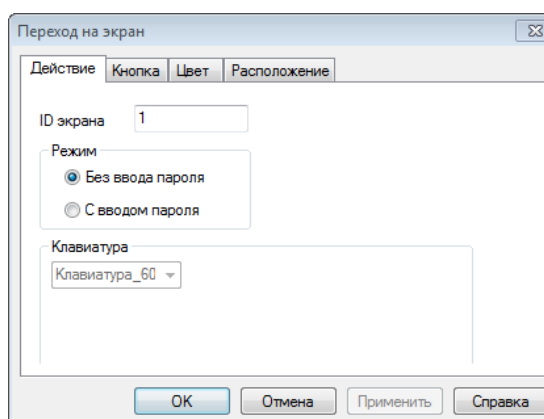 Переход на экран
Действие Кнопка Цвет Расположение
ID экрана 1
Режим
Без ввода пароля
С вводом пароля
Клавиатура
Клавиатура_60
OK Отмена Применить Справка